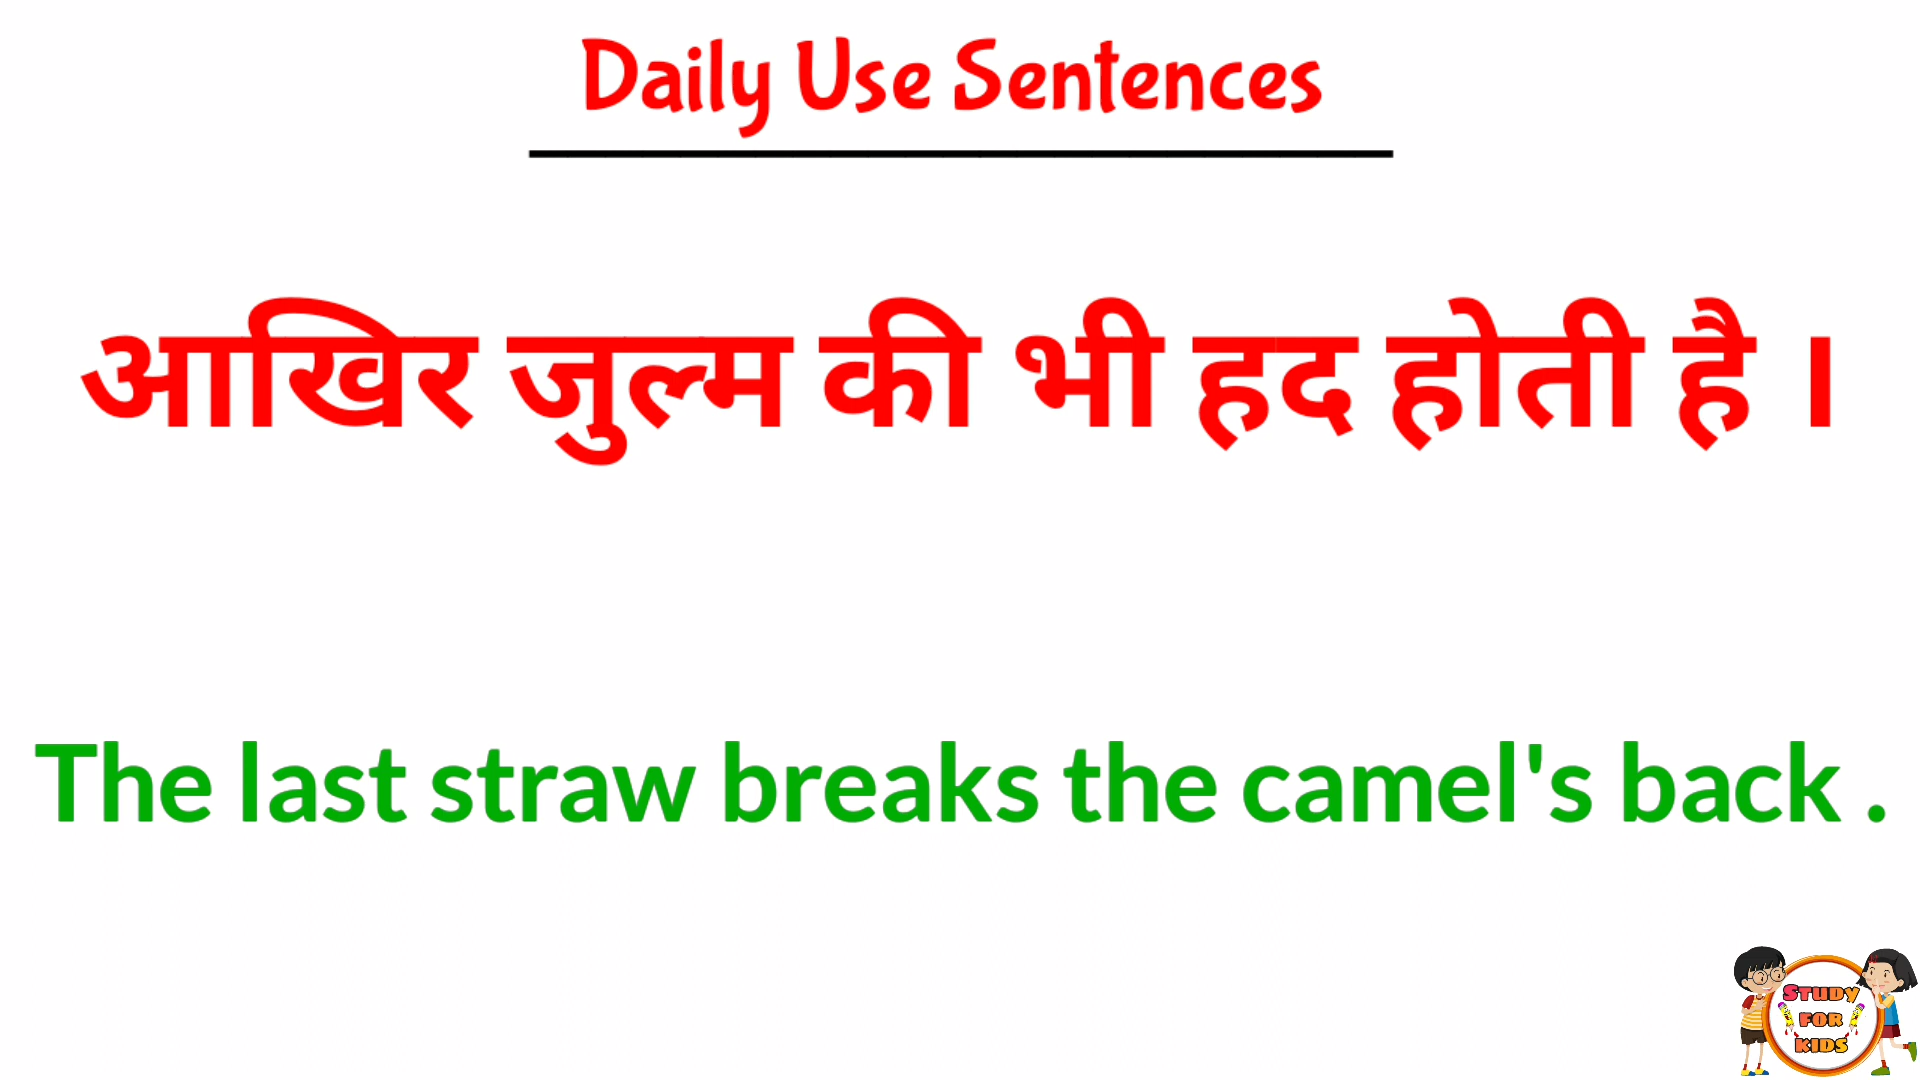 Daily Use Sentences
आखिर जुल्म की भी हद होती है ।
The last straw breaks the camel's back .
STUDY
FOR
KIDS